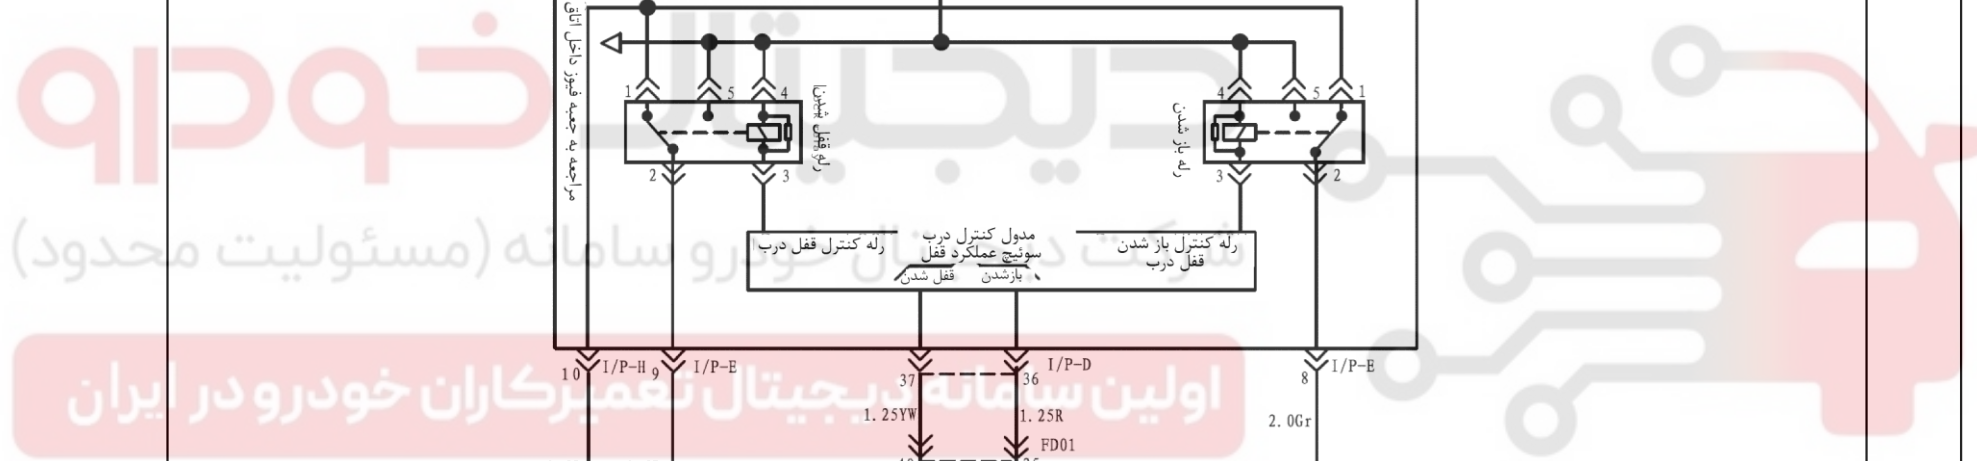 مراجعه به جعبه فیوز داخل اتاق
دیجیتال خودرو
1
5
4
4
5
1
رله قفل شدن
رله باز شدن
2
3
3
2
شرکت دیجیتال خودرو سامانه (مسئولیت محدود)
رله کنترل قفل درب
مدول کنترل درب
سوئیچ عملکرد قفل
قفل شدن
بازشدن
رله کنترل باز شدن
قفل درب
10
I/P-H
9
I/P-E
37
36
I/P-D
8
I/P-E
اولین سامانه دیجیتال تعمیرکاران خودرو در ایران
1.25YW
1.25R
2.0Gr
FD01